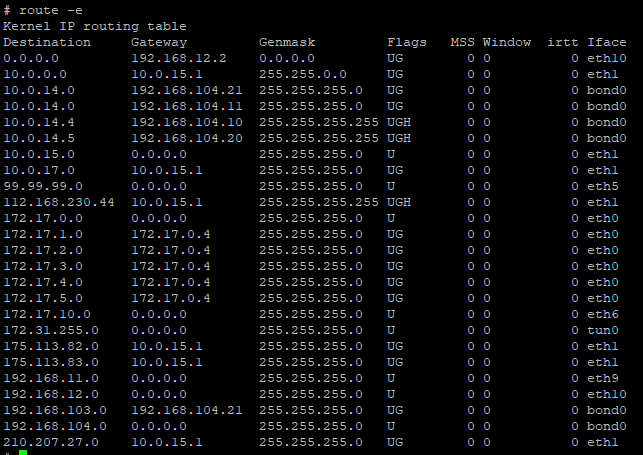 # route -e
Kernel IP routing table
Destination     Gateway         Genmask         Flags   MSS Window  irtt Iface
0.0.0.0         192.168.12.2    0.0.0.0         UG        0 0          0 eth10
10.0.0.0        10.0.15.1       255.255.0.0     UG        0 0          0 eth1
10.0.14.0       192.168.104.21  255.255.255.0   UG        0 0          0 bond0
10.0.14.0       192.168.104.11  255.255.255.0   UG        0 0          0 bond0
10.0.14.4       192.168.104.10  255.255.255.255 UGH       0 0          0 bond0
10.0.14.5       192.168.104.20  255.255.255.255 UGH       0 0          0 bond0
10.0.15.0       0.0.0.0         255.255.255.0   U         0 0          0 eth1
10.0.17.0       10.0.15.1       255.255.255.0   UG        0 0          0 eth1
99.99.99.0      0.0.0.0         255.255.255.0   U         0 0          0 eth5
112.168.230.44  10.0.15.1       255.255.255.255 UGH       0 0          0 eth1
172.17.0.0      0.0.0.0         255.255.255.0   U         0 0          0 eth0
172.17.1.0      172.17.0.4      255.255.255.0   UG        0 0          0 eth0
172.17.2.0      172.17.0.4      255.255.255.0   UG        0 0          0 eth0
172.17.3.0      172.17.0.4      255.255.255.0   UG        0 0          0 eth0
172.17.4.0      172.17.0.4      255.255.255.0   UG        0 0          0 eth0
172.17.5.0      172.17.0.4      255.255.255.0   UG        0 0          0 eth0
172.17.10.0     0.0.0.0         255.255.255.0   U         0 0          0 eth6
172.31.255.0    0.0.0.0         255.255.255.0   U         0 0          0 tun0
175.113.82.0    10.0.15.1       255.255.255.0   UG        0 0          0 eth1
175.113.83.0    10.0.15.1       255.255.255.0   UG        0 0          0 eth1
192.168.11.0    0.0.0.0         255.255.255.0   U         0 0          0 eth9
192.168.12.0    0.0.0.0         255.255.255.0   U         0 0          0 eth10
192.168.103.0   192.168.104.21  255.255.255.0   UG        0 0          0 bond0
192.168.104.0   0.0.0.0         255.255.255.0   U         0 0          0 bond0
210.207.27.0    10.0.15.1       255.255.255.0   UG        0 0          0 eth1
#